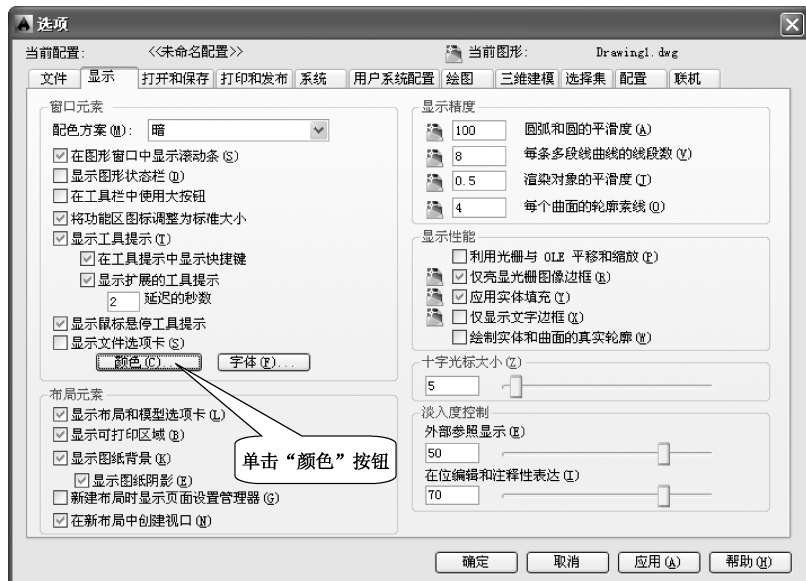 选项
当前配置: <<未命名配置>> 当前图形: Drawing1.dwg
文件 显示 打开和保存 打印和发布 系统 用户系统配置 绘图 三维建模 选择集 配置 联机
窗口元素
配色方案(M): 暗
在图形窗口中显示滚动条(S)
显示图形状态栏(D)
在工具栏中使用大按钮
将功能区图标调整为标准大小
显示工具提示(T)
在工具提示中显示快捷键
显示扩展的工具提示
2 延迟的秒数
显示鼠标悬停工具提示
显示文件选项卡(S)
颜色(C)... 字体(F)...
布局元素
显示布局和模型选项卡(L)
显示可打印区域(B)
显示图纸背景(K)
显示图纸阴影(E)
新建布局时显示页面设置管理器(G)
在新布局中创建视口(N)
单击“颜色”按钮
显示精度
100 圆弧和圆的平滑度(A)
8 每条多段线曲线的线段数(V)
0.5 渲染对象的平滑度(J)
4 每个曲面的轮廓素线(O)
显示性能
利用光栅与 OLE 平移和缩放(P)
仅亮显光栅图像边框(R)
应用实体填充(Y)
仅显示文字边框(X)
绘制实体和曲面的真实轮廓(W)
十字光标大小(Z)
5
淡入度控制
外部参照显示(E)
50
在位编辑和注释性表达(I)
70
确定 取消 应用(A) 帮助(H)